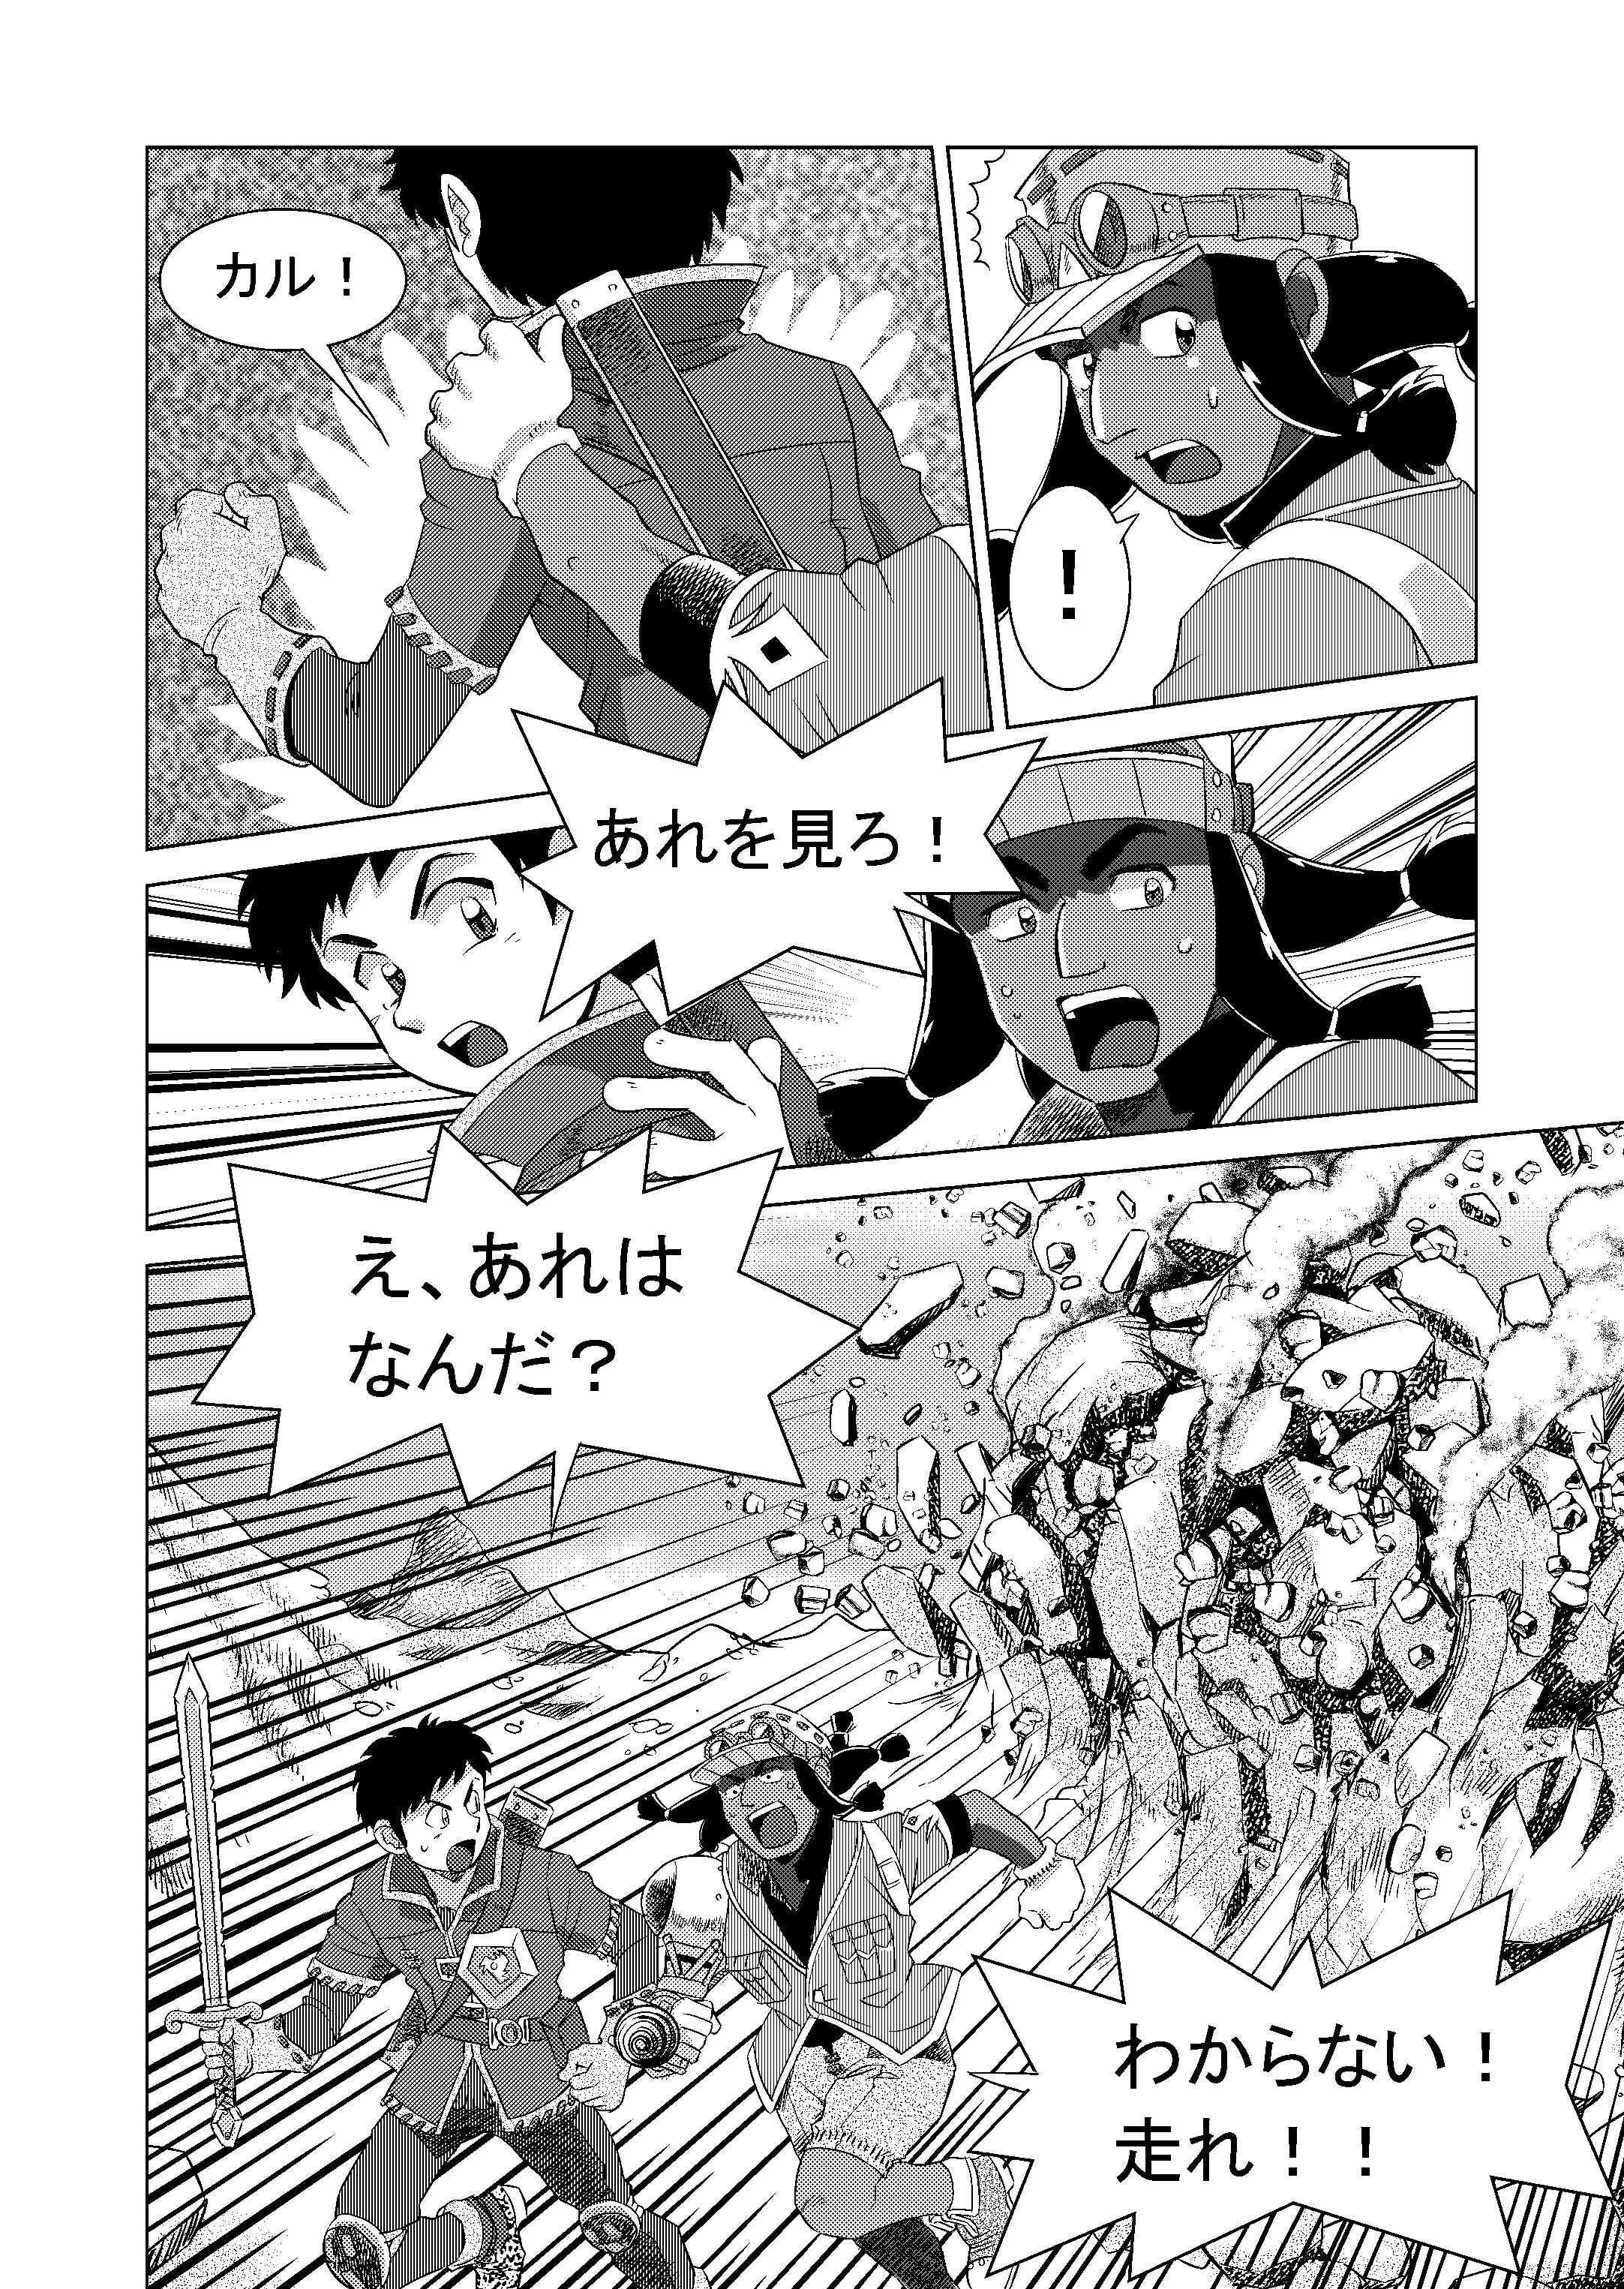 ！
カル！
あれを見ろ！
え、あれは
なんだ？
わからない！
走れ！！